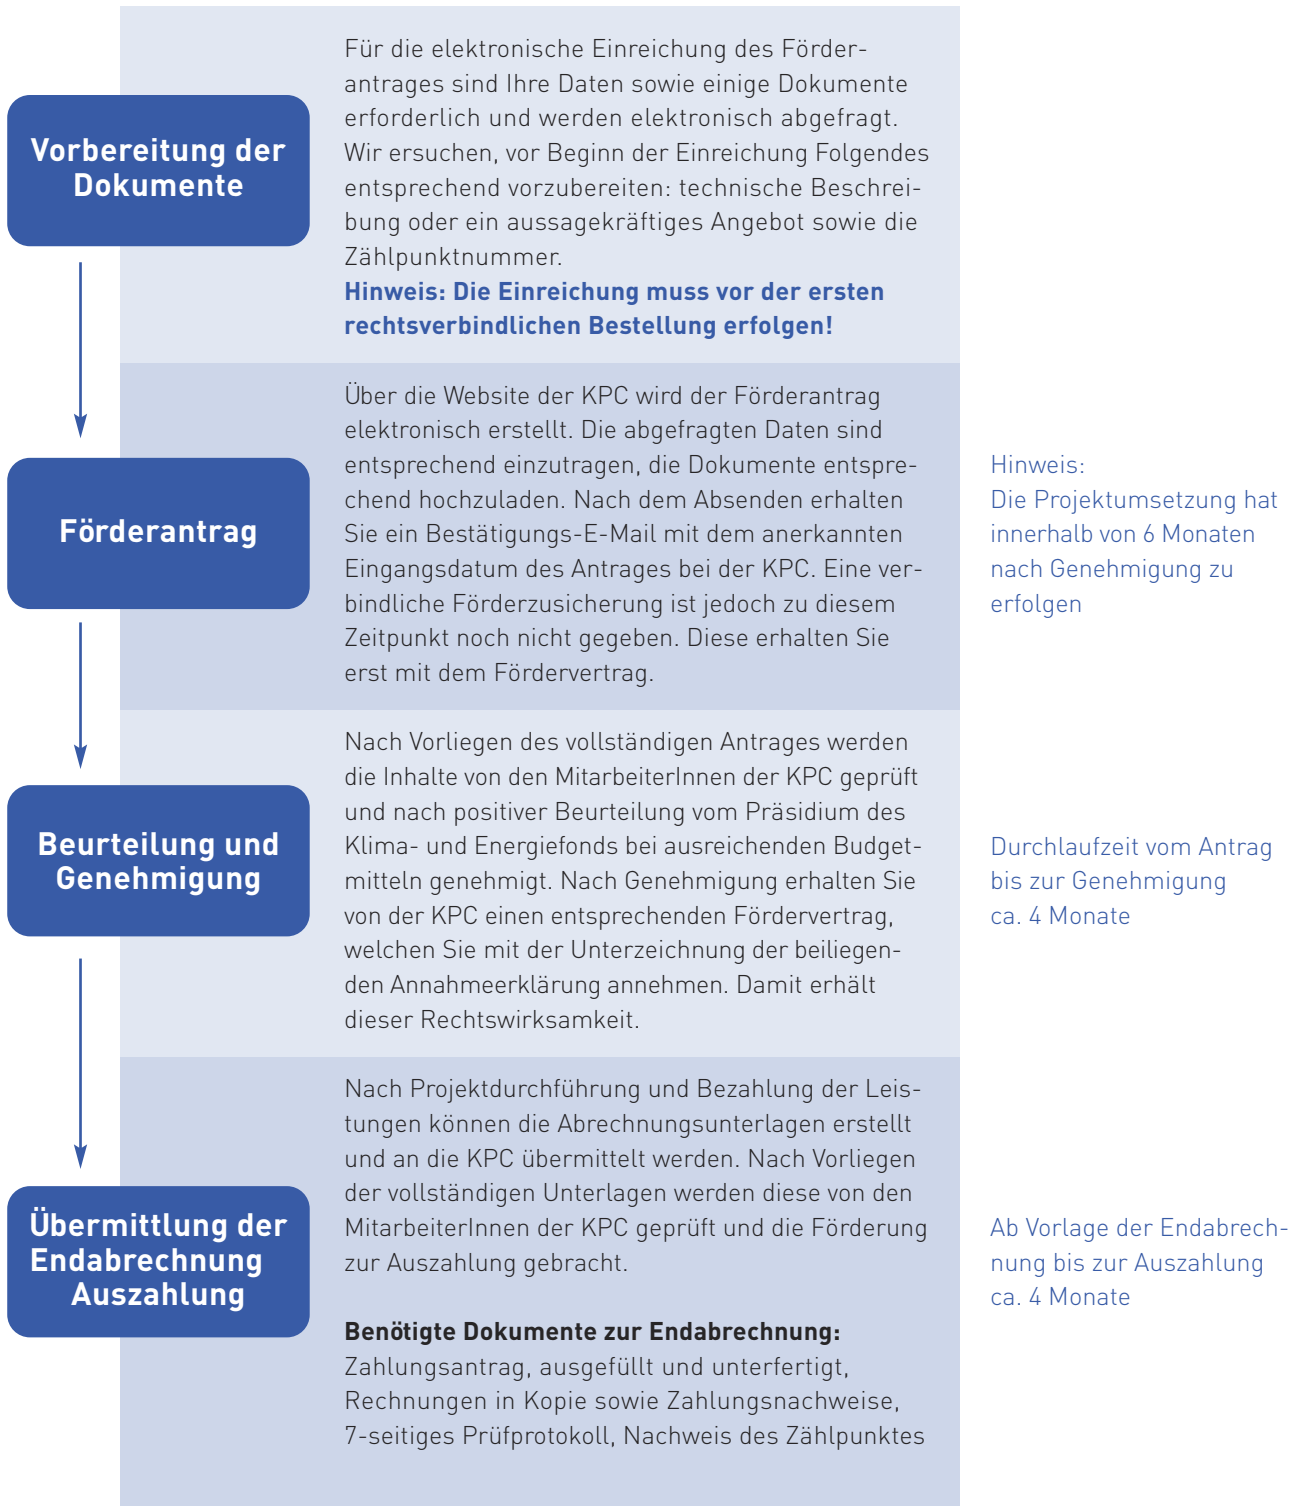 Vorbereitung der
Dokumente
Für die elektronische Einreichung des Förder-
antrages sind Ihre Daten sowie einige Dokumente
erforderlich und werden elektronisch abgefragt.
Wir ersuchen, vor Beginn der Einreichung Folgendes
entsprechend vorzubereiten: technische Beschrei-
bung oder ein aussagekräftiges Angebot sowie die
Zählpunktnummer.
Hinweis: Die Einreichung muss vor der ersten
rechtsverbindlichen Bestellung erfolgen!
Förderantrag
Über die Website der KPC wird der Förderantrag
elektronisch erstellt. Die abgefragten Daten sind
entsprechend einzutragen, die Dokumente entspre-
chend hochzuladen. Nach dem Absenden erhalten
Sie ein Bestätigungs-E-Mail mit dem anerkannten
Eingangsdatum des Antrages bei der KPC. Eine ver-
bindliche Förderzusicherung ist jedoch zu diesem
Zeitpunkt noch nicht gegeben. Diese erhalten Sie
erst mit dem Fördervertrag.
Hinweis:
Die Projektumsetzung hat
innerhalb von 6 Monaten
nach Genehmigung zu
erfolgen
Beurteilung und
Genehmigung
Nach Vorliegen des vollständigen Antrages werden
die Inhalte von den MitarbeiterInnen der KPC geprüft
und nach positiver Beurteilung vom Präsidium des
Klima- und Energiefonds bei ausreichenden Budget-
mitteln genehmigt. Nach Genehmigung erhalten Sie
von der KPC einen entsprechenden Fördervertrag,
welchen Sie mit der Unterzeichnung der beiliegen-
den Annahmeerklärung annehmen. Damit erhält
dieser Rechtswirksamkeit.
Durchlaufzeit vom Antrag
bis zur Genehmigung
ca. 4 Monate
Übermittlung der
Endabrechnung
Auszahlung
Nach Projektdurchführung und Bezahlung der Leis-
tungen können die Abrechnungsunterlagen erstellt
und an die KPC übermittelt werden. Nach Vorliegen
der vollständigen Unterlagen werden diese von den
MitarbeiterInnen der KPC geprüft und die Förderung
zur Auszahlung gebracht.
Benötigte Dokumente zur Endabrechnung:
Zahlungsantrag, ausgefüllt und unterfertigt,
Rechnungen in Kopie sowie Zahlungsnachweise,
7-seitiges Prüfprotokoll, Nachweis des Zählpunktes
Ab Vorlage der Endabrech-
nung bis zur Auszahlung
ca. 4 Monate